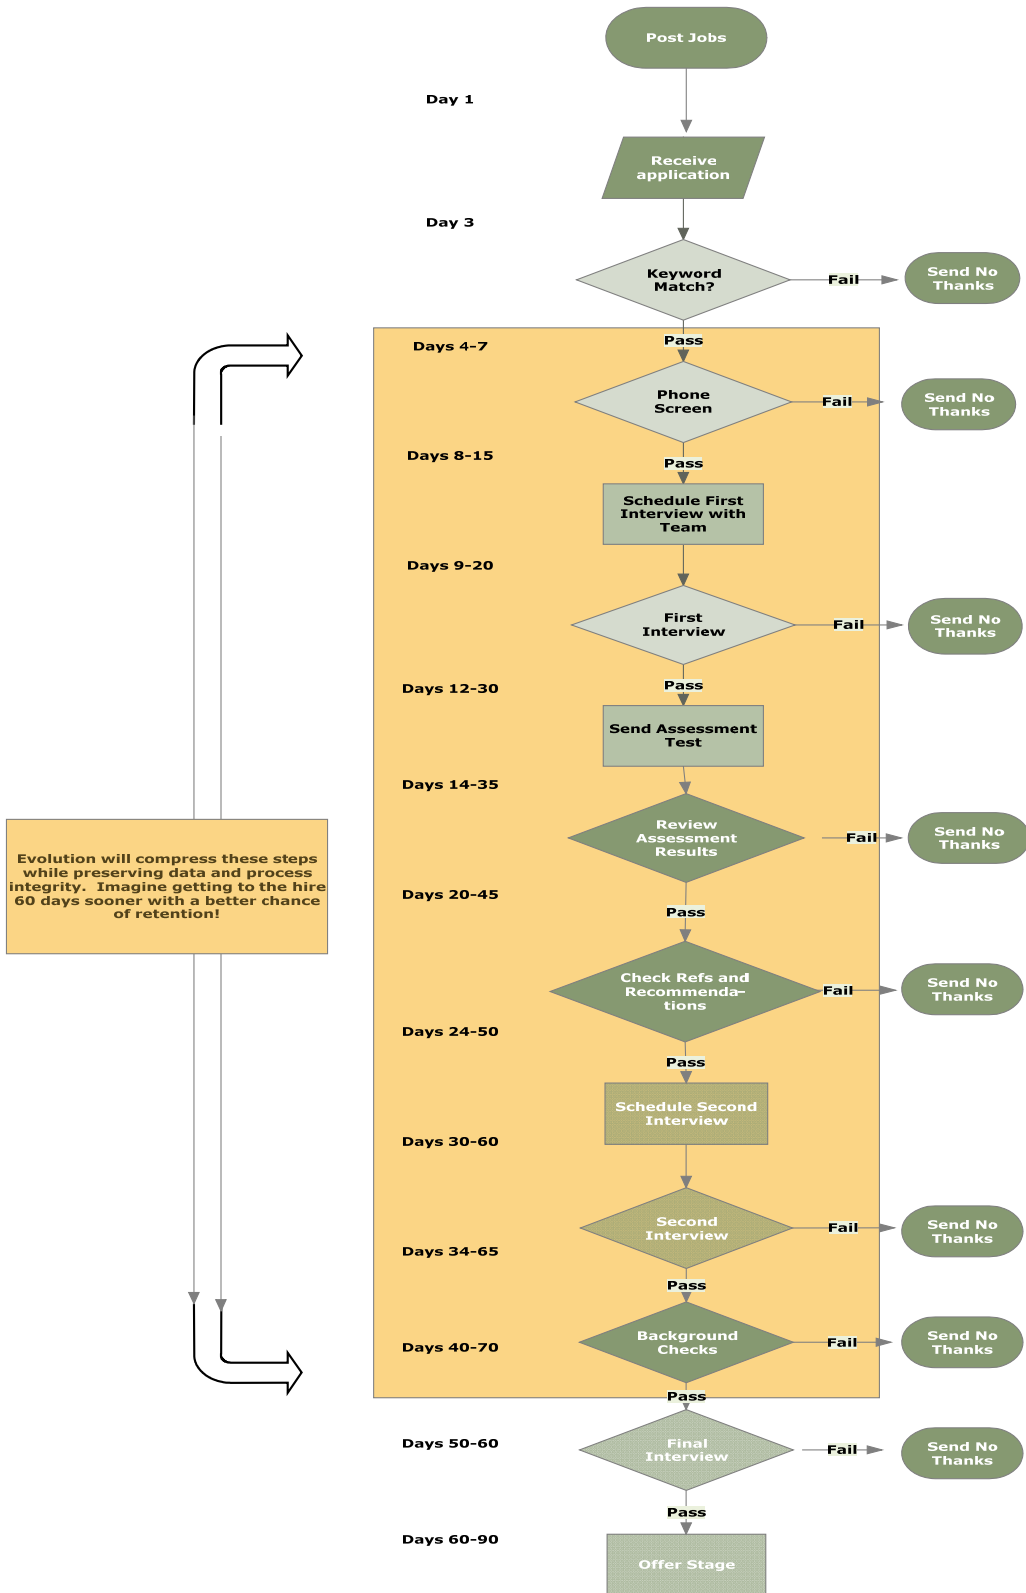 Post Jobs
Day 1
Receive
application
Day 3
Keyword
Match?
Fail
Send No
Thanks
Pass
Days 4-7
Phone
Screen
Fail
Send No
Thanks
Days 8-15
Pass
Schedule First
Interview with
Team
Days 9-20
First
Interview
Fail
Send No
Thanks
Pass
Days 12-30
Send Assessment
Test
Days 14-35
Review
Assessment
Results
Fail
Send No
Thanks
Evolution will compress these steps
while preserving data and process
integrity.  Imagine getting to the hire
60 days sooner with a better chance
of retention!
Days 20-45
Pass
Check Refs and
Recommenda-
tions
Fail
Send No
Thanks
Days 24-50
Pass
Schedule Second
Interview
Days 30-60
Second
Interview
Fail
Send No
Thanks
Days 34-65
Pass
Background
Checks
Fail
Send No
Thanks
Days 40-70
Pass
Days 50-60
Final
Interview
Fail
Send No
Thanks
Pass
Days 60-90
Offer Stage